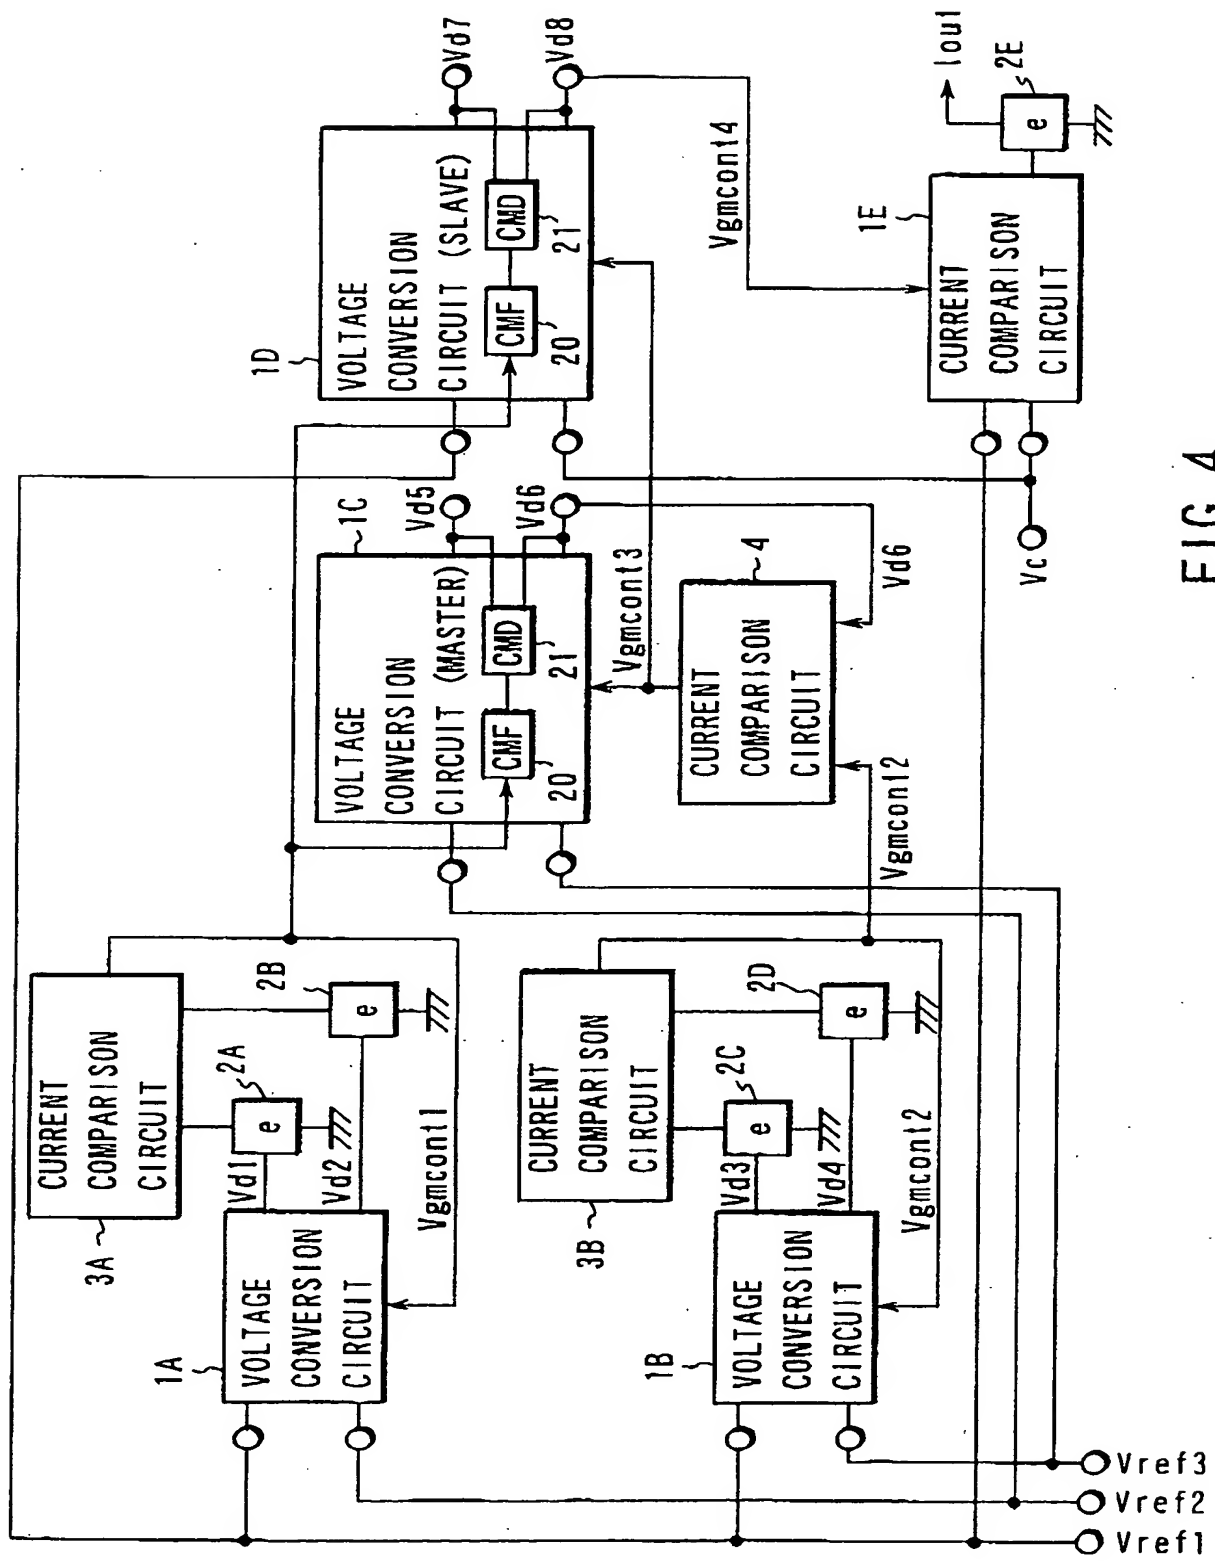 3A
CURRENT
COMPARISON
CIRCUIT
2A
e
2B
e
Vd1
Vd2
Vgmcont1
1A
VOLTAGE
CONVERSION
CIRCUIT
3B
CURRENT
COMPARISON
CIRCUIT
2C
e
2D
e
Vd3
Vd4
Vgmcont2
1B
VOLTAGE
CONVERSION
CIRCUIT
Vref3
Vref2
Vref1
1C
VOLTAGE
CONVERSION
CIRCUIT (MASTER)
CMF
CMD
20
21
Vd5
Vd6
Vgmcont3
4
CURRENT
COMPARISON
CIRCUIT
Vgmcont2
Vd6
1D
VOLTAGE
CONVERSION
CIRCUIT (SLAVE)
CMF
CMD
20
21
Vd7
Vd8
Vgmcont4
1E
CURRENT
COMPARISON
CIRCUIT
Vc
2E
e
Iou1
FIG. 4